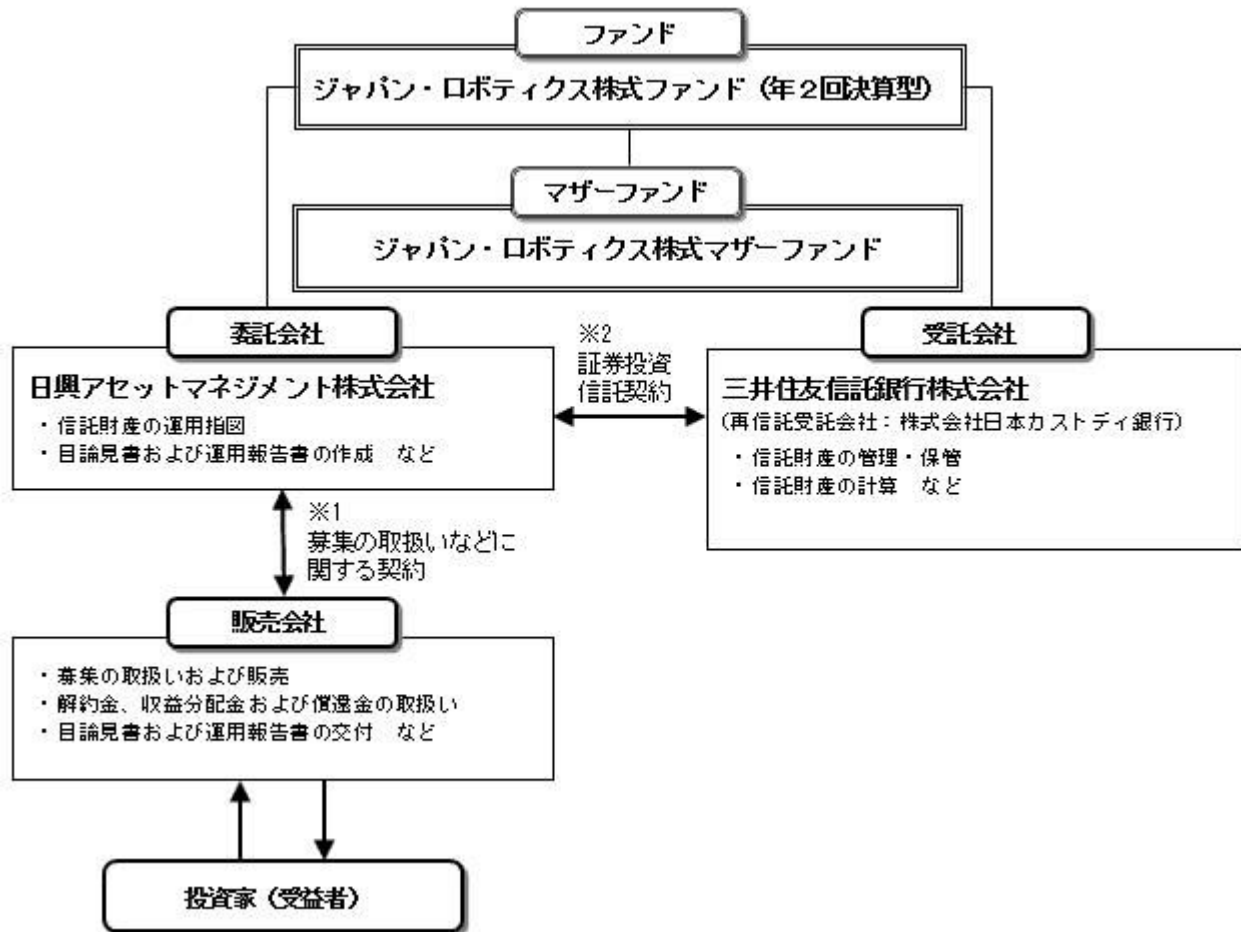 ファンド
ジャパン・ロボティクス株式ファンド（年２回決算型）
マザーファンド
ジャパン・ロボティクス株式マザーファンド
委託会社
日興アセットマネジメント株式会社
・信託財産の運用指図
・目論見書および運用報告書の作成　など
※2
証券投資
信託契約
受託会社
三井住友信託銀行株式会社
(再信託受託会社：株式会社日本カストディ銀行)
・信託財産の管理・保管
・信託財産の計算　など
※1
募集の取扱いなどに
関する契約
販売会社
・募集の取扱いおよび販売
・解約金、収益分配金および償還金の取扱い
・目論見書および運用報告書の交付　など
投資家（受益者）